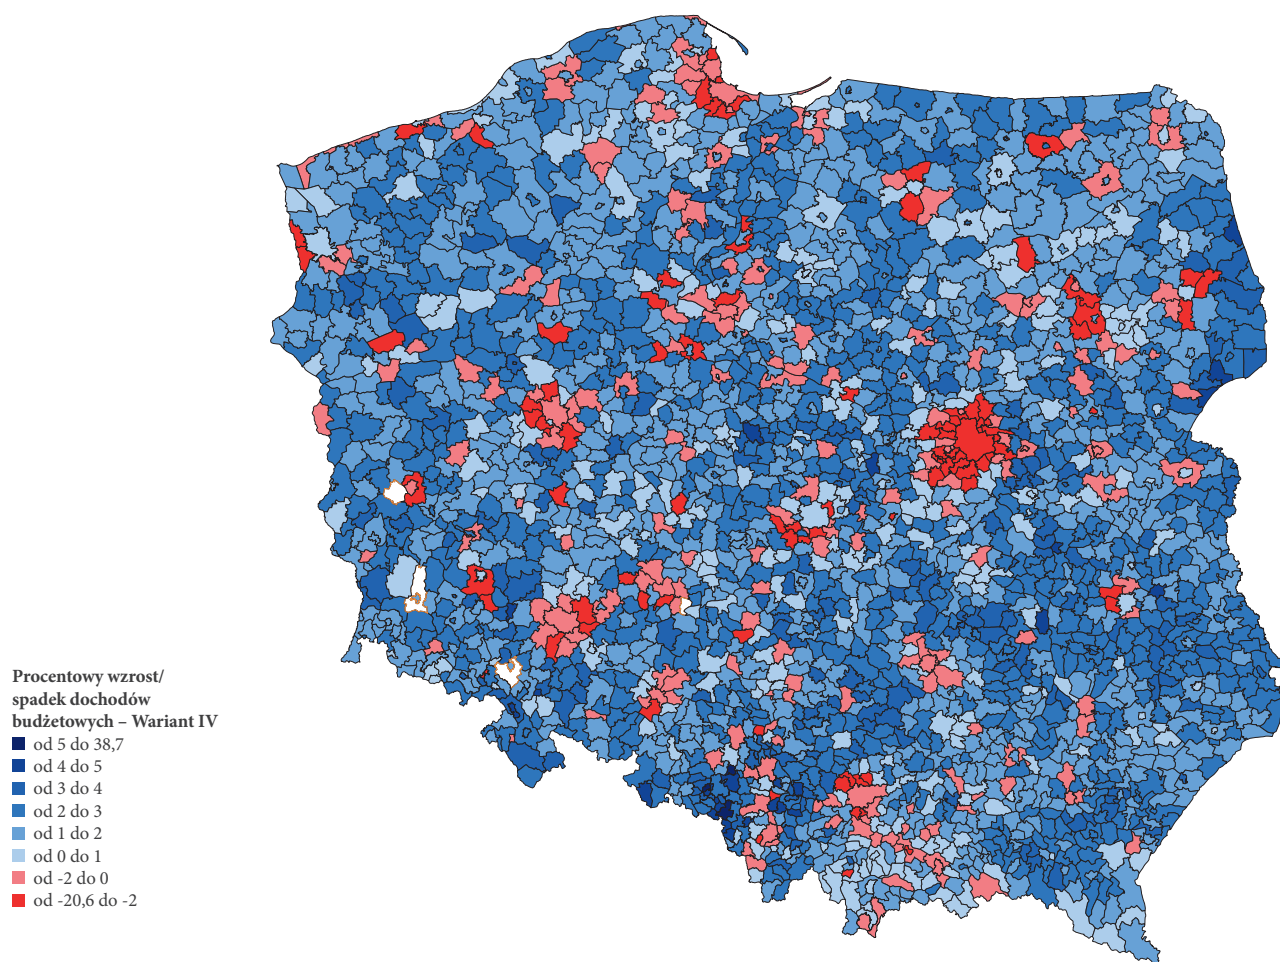 Procentowy wzrost/
spadek dochodów
budżetowych – Wariant IV
od 5 do 38,7
od 4 do 5
od 3 do 4
od 2 do 3
od 1 do 2
od 0 do 1
od -2 do 0
od -20,6 do -2